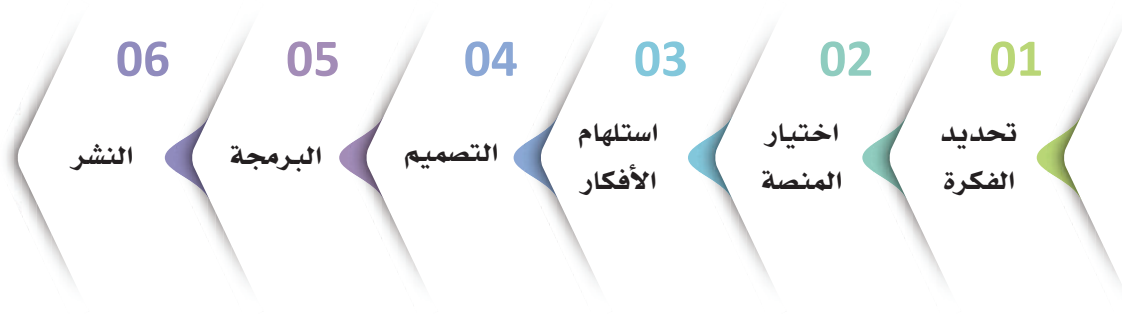 01
تحديد
الفكرة
02
اختيار
المنصة
03
استلهام
الأفكار
04
التصميم
05
البرمجة
06
النشر